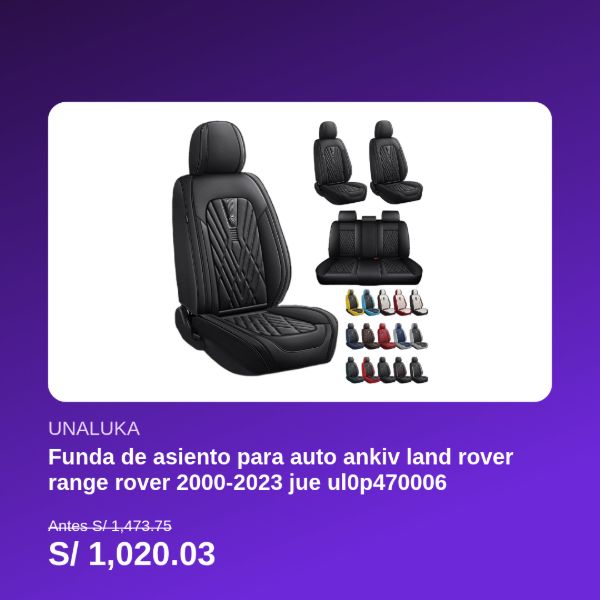 UNALUKA
Funda de asiento para auto ankiv land rover
range rover 2000-2023 jue ul0p470006
Antes S/ 1,473.75
S/ 1,020.03